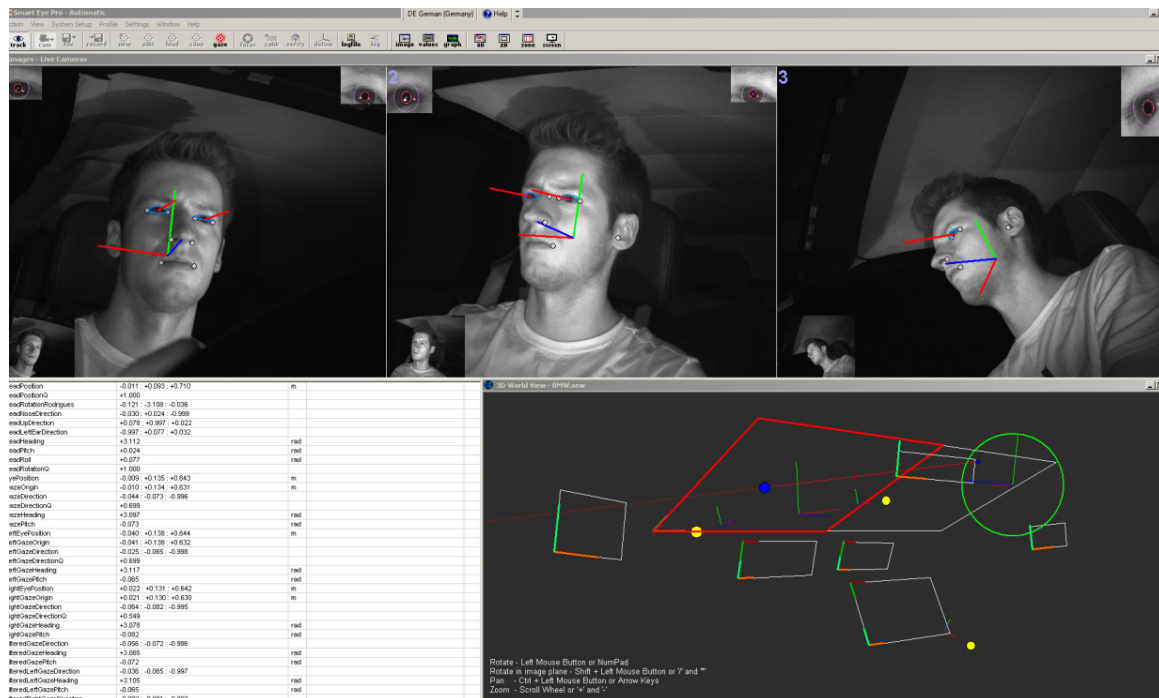 Smart Eye Pro - Automatic
DE German (Germany) Help
ction View System Setup Profile Settings Window Help
track cam file record new edit load save gaze focus calib verify define logfile log image values graph 3D 2D zone screen
Images - Live Cameras
2
3
eadPosition -0.011 : +0.093 : +0.710 m
eadPositionQ +1.000
eadRotationRodrigues -0.121 : -3.108 : -0.036
eadNoseDirection -0.030 : +0.024 : -0.999
eadUpDirection +0.078 : +0.997 : +0.022
eadLeftEarDirection -0.997 : +0.077 : +0.032
eadHeading +3.112 rad
eadPitch +0.024 rad
eadRoll +0.077 rad
eadRotationQ +1.000
yePosition -0.009 : +0.135 : +0.643 m
azeOrigin -0.010 : +0.134 : +0.631 m
azeDirection -0.044 : -0.073 : -0.996
azeDirectionQ +0.699
azeHeading +3.097 rad
azePitch -0.073 rad
eftEyePosition -0.040 : +0.138 : +0.644 m
eftGazeOrigin -0.041 : +0.138 : +0.632 m
eftGazeDirection -0.025 : -0.065 : -0.998
eftGazeDirectionQ +0.699
eftGazeHeading +3.117 rad
eftGazePitch -0.065 rad
ightEyePosition +0.022 : +0.131 : +0.642 m
ightGazeOrigin +0.021 : +0.130 : +0.630 m
ightGazeDirection -0.064 : -0.082 : -0.995
ightGazeDirectionQ +0.549
ightGazeHeading +3.078 rad
ightGazePitch -0.082 rad
lteredGazeDirection -0.056 : -0.072 : -0.996
lteredGazeHeading +3.085 rad
lteredGazePitch -0.072 rad
lteredLeftGazeDirection -0.036 : -0.065 : -0.997
lteredLeftGazeHeading +3.105 rad
lteredLeftGazePitch -0.065 rad
3D World View - BMW.sew
Rotate - Left Mouse Button or NumPad
Rotate in image plane - Shift + Left Mouse Button or '/' and '*'
Pan - Ctrl + Left Mouse Button or Arrow Keys
Zoom - Scroll Wheel or '+' and '-'